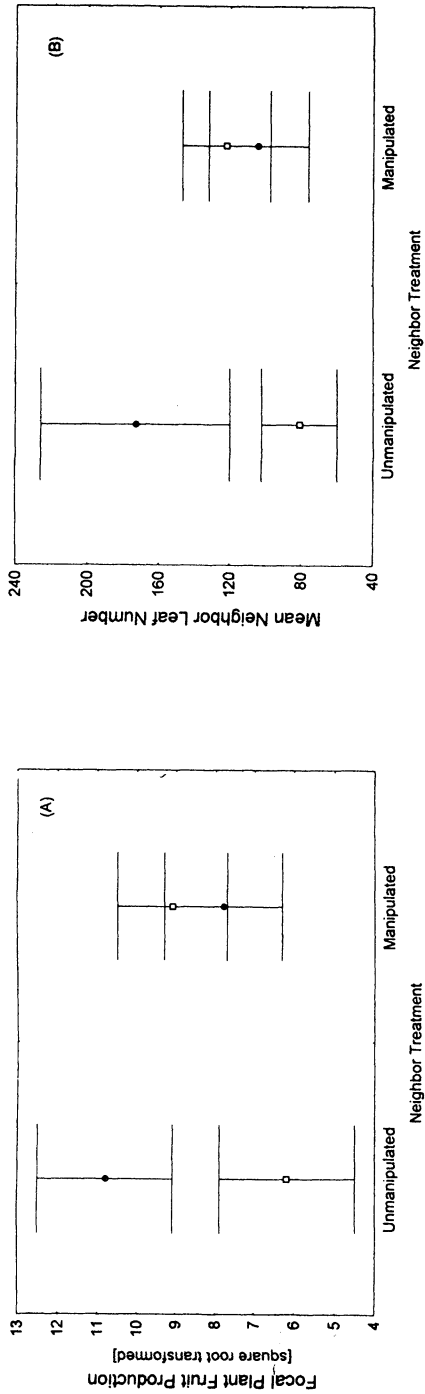 (A)
Focal Plant Fruit Production
[square root transformed]
13
12
11
10
9
8
7
6
5
4
Unmanipulated
Manipulated
Neighbor Treatment
(B)
Mean Neighbor Leaf Number
240
200
160
120
80
40
Unmanipulated
Manipulated
Neighbor Treatment